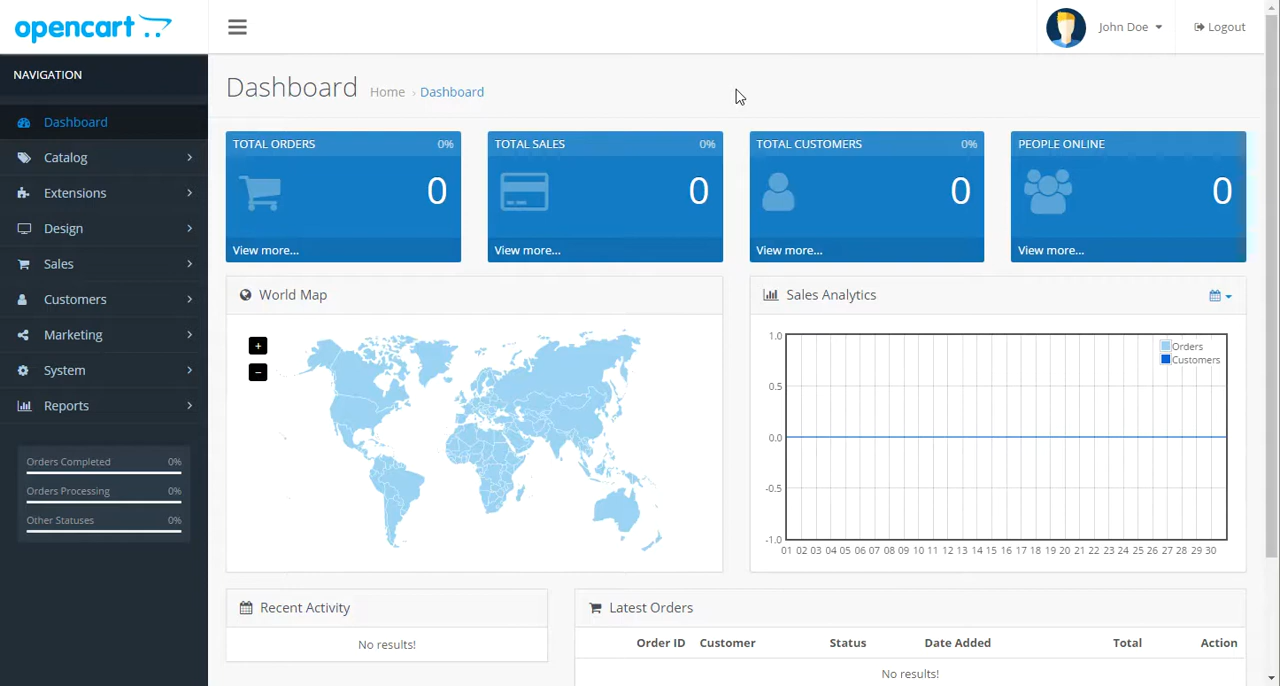 opencart
John Doe
Logout
NAVIGATION
Dashboard
Catalog
Extensions
Design
Sales
Customers
Marketing
System
Reports
Orders Completed 0%
Orders Processing 0%
Other Statuses 0%
Dashboard Home › Dashboard
TOTAL ORDERS 0%
0
View more...
TOTAL SALES 0%
0
View more...
TOTAL CUSTOMERS 0%
0
View more...
PEOPLE ONLINE
0
View more...
World Map
+
−
Sales Analytics
1.0
0.5
0.0
-0.5
-1.0
Orders
Customers
01 02 03 04 05 06 07 08 09 10 11 12 13 14 15 16 17 18 19 20 21 22 23 24 25 26 27 28 29 30
Recent Activity
No results!
Latest Orders
Order ID Customer Status Date Added Total Action
No results!